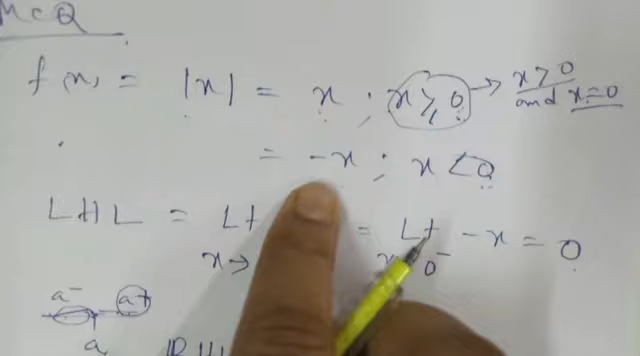 MCQ
f(x) = |x| = x ; x ≥ 0 → x > 0 and x = 0
= -x ; x < 0
LHL = Lt = Lt -x = 0
x → 0⁻
a⁻ a+
a